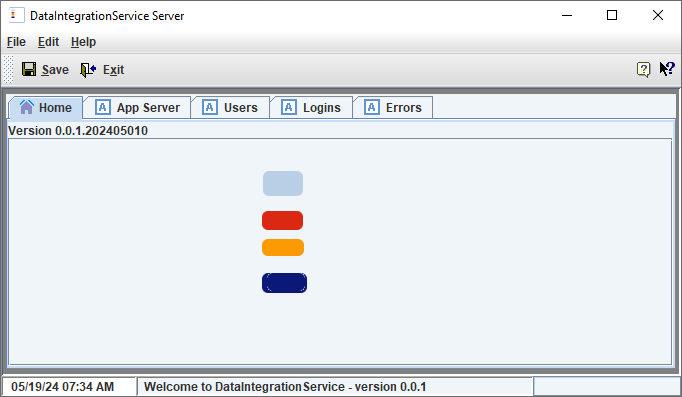 DataIntegrationService Server
File Edit Help
Save Exit
Home App Server Users Logins Errors
Version 0.0.1.202405010
05/19/24 07:34 AM Welcome to DataIntegrationService - version 0.0.1